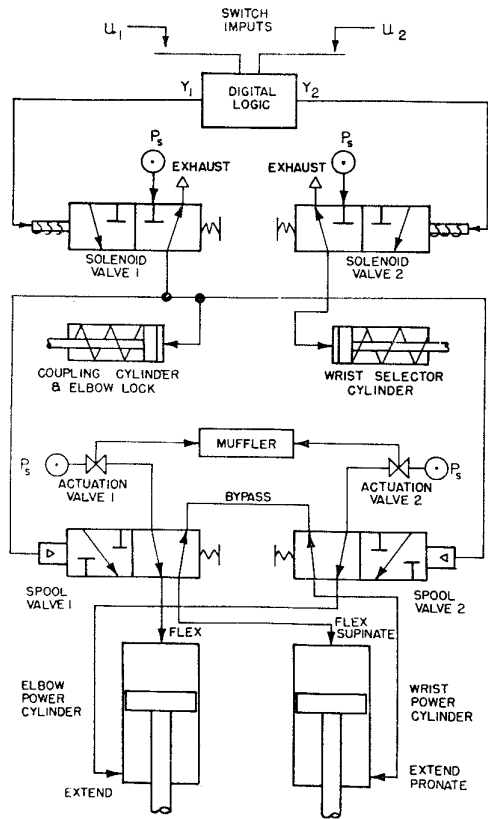 SWITCH
IMPUTS
u1
u2
Y1
DIGITAL
LOGIC
Y2
Ps
EXHAUST
EXHAUST
Ps
SOLENOID
VALVE 1
SOLENOID
VALVE 2
COUPLING CYLINDER
& ELBOW LOCK
WRIST SELECTOR
CYLINDER
MUFFLER
Ps
ACTUATION
VALVE 1
ACTUATION
VALVE 2
Ps
BYPASS
SPOOL
VALVE 1
SPOOL
VALVE 2
FLEX
FLEX
SUPINATE
ELBOW
POWER
CYLINDER
WRIST
POWER
CYLINDER
EXTEND
EXTEND
PRONATE